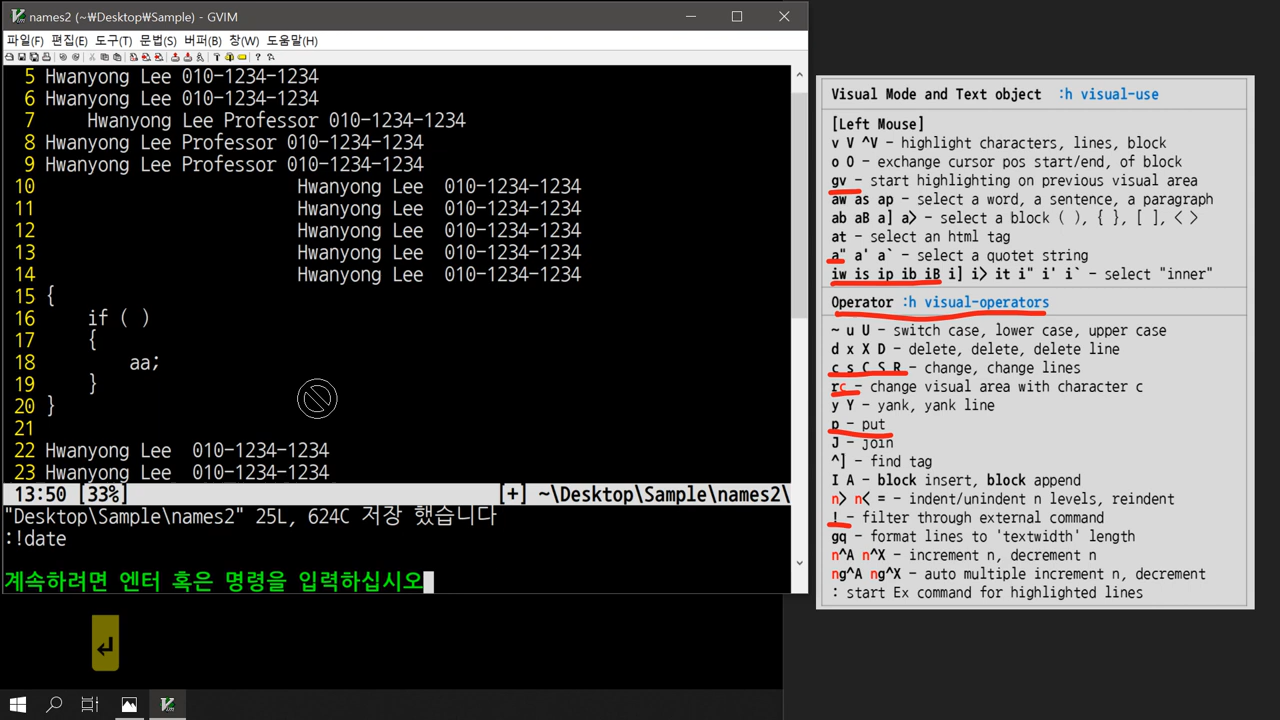 names2 (~\Desktop\Sample) - GVIM
파일(F) 편집(E) 도구(T) 문법(S) 버퍼(B) 창(W) 도움말(H)
5 Hwanyong Lee 010-1234-1234
6 Hwanyong Lee 010-1234-1234
7 Hwanyong Lee Professor 010-1234-1234
8 Hwanyong Lee Professor 010-1234-1234
9 Hwanyong Lee Professor 010-1234-1234
10 Hwanyong Lee 010-1234-1234
11 Hwanyong Lee 010-1234-1234
12 Hwanyong Lee 010-1234-1234
13 Hwanyong Lee 010-1234-1234
14 Hwanyong Lee 010-1234-1234
15 {
16 if ( )
17 {
18 aa;
19 }
20 }
21
22 Hwanyong Lee 010-1234-1234
23 Hwanyong Lee 010-1234-1234
13:50 [33%] [+] ~\Desktop\Sample\names2\
"Desktop\Sample\names2" 25L, 624C 저장 했습니다
:!date
계속하려면 엔터 혹은 명령을 입력하십시오
Visual Mode and Text object :h visual-use
[Left Mouse]
v V ^V - highlight characters, lines, block
o O - exchange cursor pos start/end, of block
gv - start highlighting on previous visual area
aw as ap - select a word, a sentence, a paragraph
ab aB a] a> - select a block ( ), { }, [ ], < >
at - select an html tag
a" a' a` - select a quotet string
iw is ip ib iB i] i> it i" i' i` - select "inner"
Operator :h visual-operators
~ u U - switch case, lower case, upper case
d x X D - delete, delete, delete line
c s C S R - change, change lines
rc - change visual area with character c
y Y - yank, yank line
p - put
J - join
^] - find tag
I A - block insert, block append
n> n< = - indent/unindent n levels, reindent
! - filter through external command
gq - format lines to 'textwidth' length
n^A n^X - increment n, decrement n
ng^A ng^X - auto multiple increment n, decrement
: start Ex command for highlighted lines